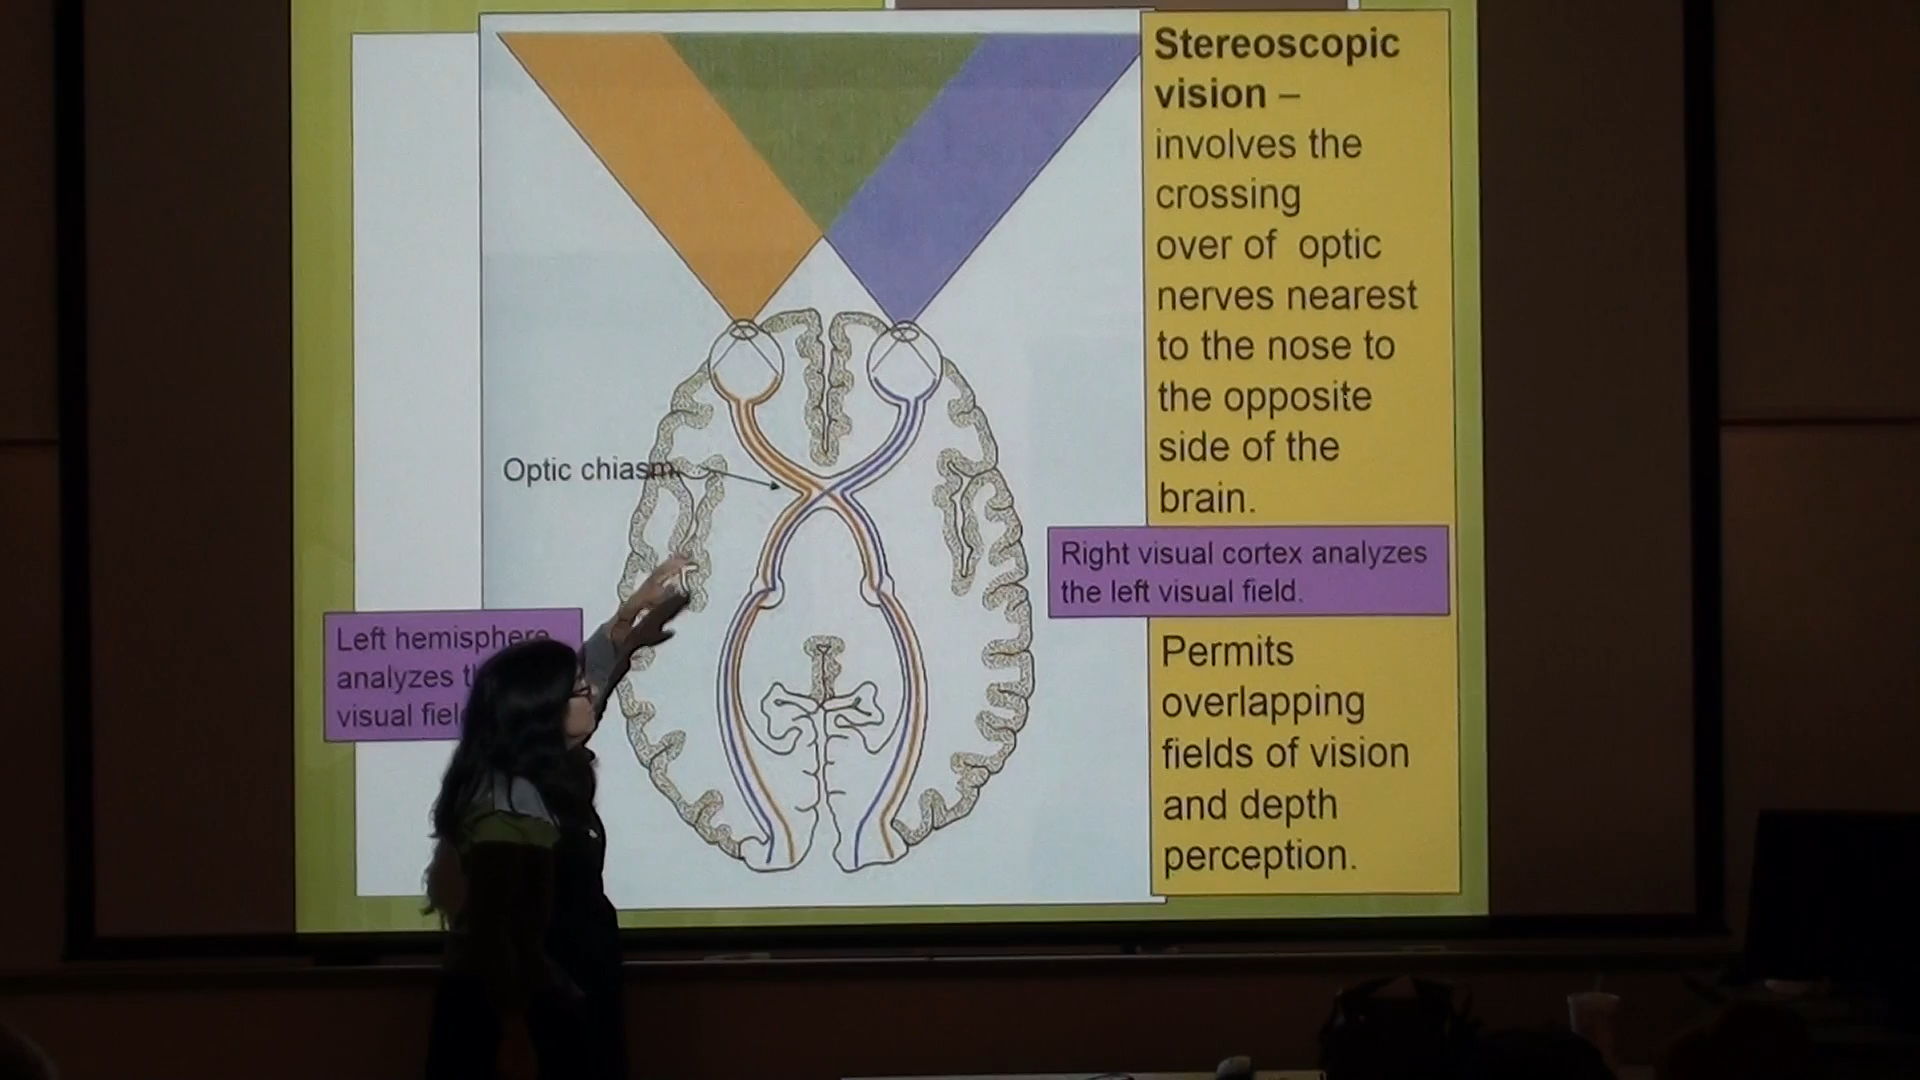 Stereoscopic
vision –
involves the
crossing
over of optic
nerves nearest
to the nose to
the opposite
side of the
brain.
Optic chiasm
Right visual cortex analyzes
the left visual field.
Left hemisphere
analyzes
visual
Permits
overlapping
fields of vision
and depth
perception.